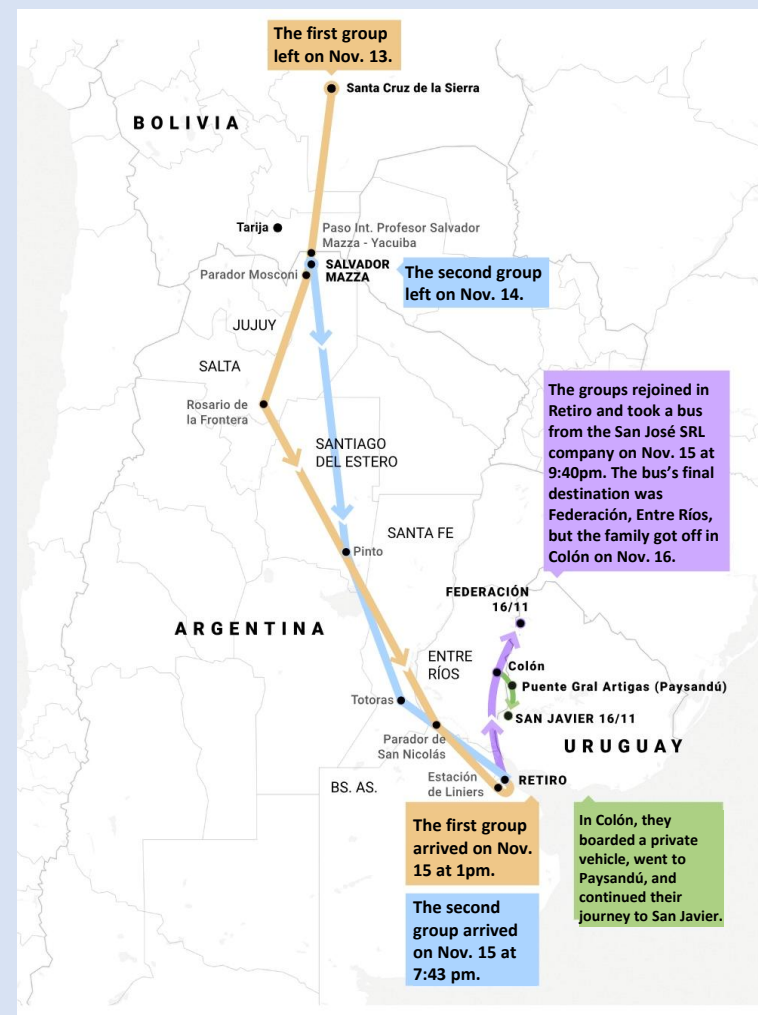 The first group
left on Nov. 13.
Santa Cruz de la Sierra
BOLIVIA
Tarija
Paso Int. Profesor Salvador
Mazza - Yacuiba
SALVADOR
MAZZA
Parador Mosconi
The second group
left on Nov. 14.
JUJUY
SALTA
Rosario de
la Frontera
SANTIAGO
DEL ESTERO
The groups rejoined in
Retiro and took a bus
from the San José SRL
company on Nov. 15 at
9:40pm. The bus’s final
destination was
Federación, Entre Ríos,
but the family got off in
Colón on Nov. 16.
SANTA FE
Pinto
FEDERACIÓN
16/11
ARGENTINA
ENTRE
RÍOS
Colón
Puente Gral Artigas (Paysandú)
Totoras
SAN JAVIER 16/11
Parador de
San Nicolás
URUGUAY
BS. AS.
Estación
de Liniers
RETIRO
The first group
arrived on Nov.
15 at 1pm.
In Colón, they
boarded a private
vehicle, went to
Paysandú, and
continued their
journey to San Javier.
The second
group arrived
on Nov. 15 at
7:43 pm.